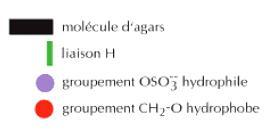 molécule d'agars
liaison H
groupement OSO₃⁻⁻ hydrophile
groupement CH₂-O hydrophobe